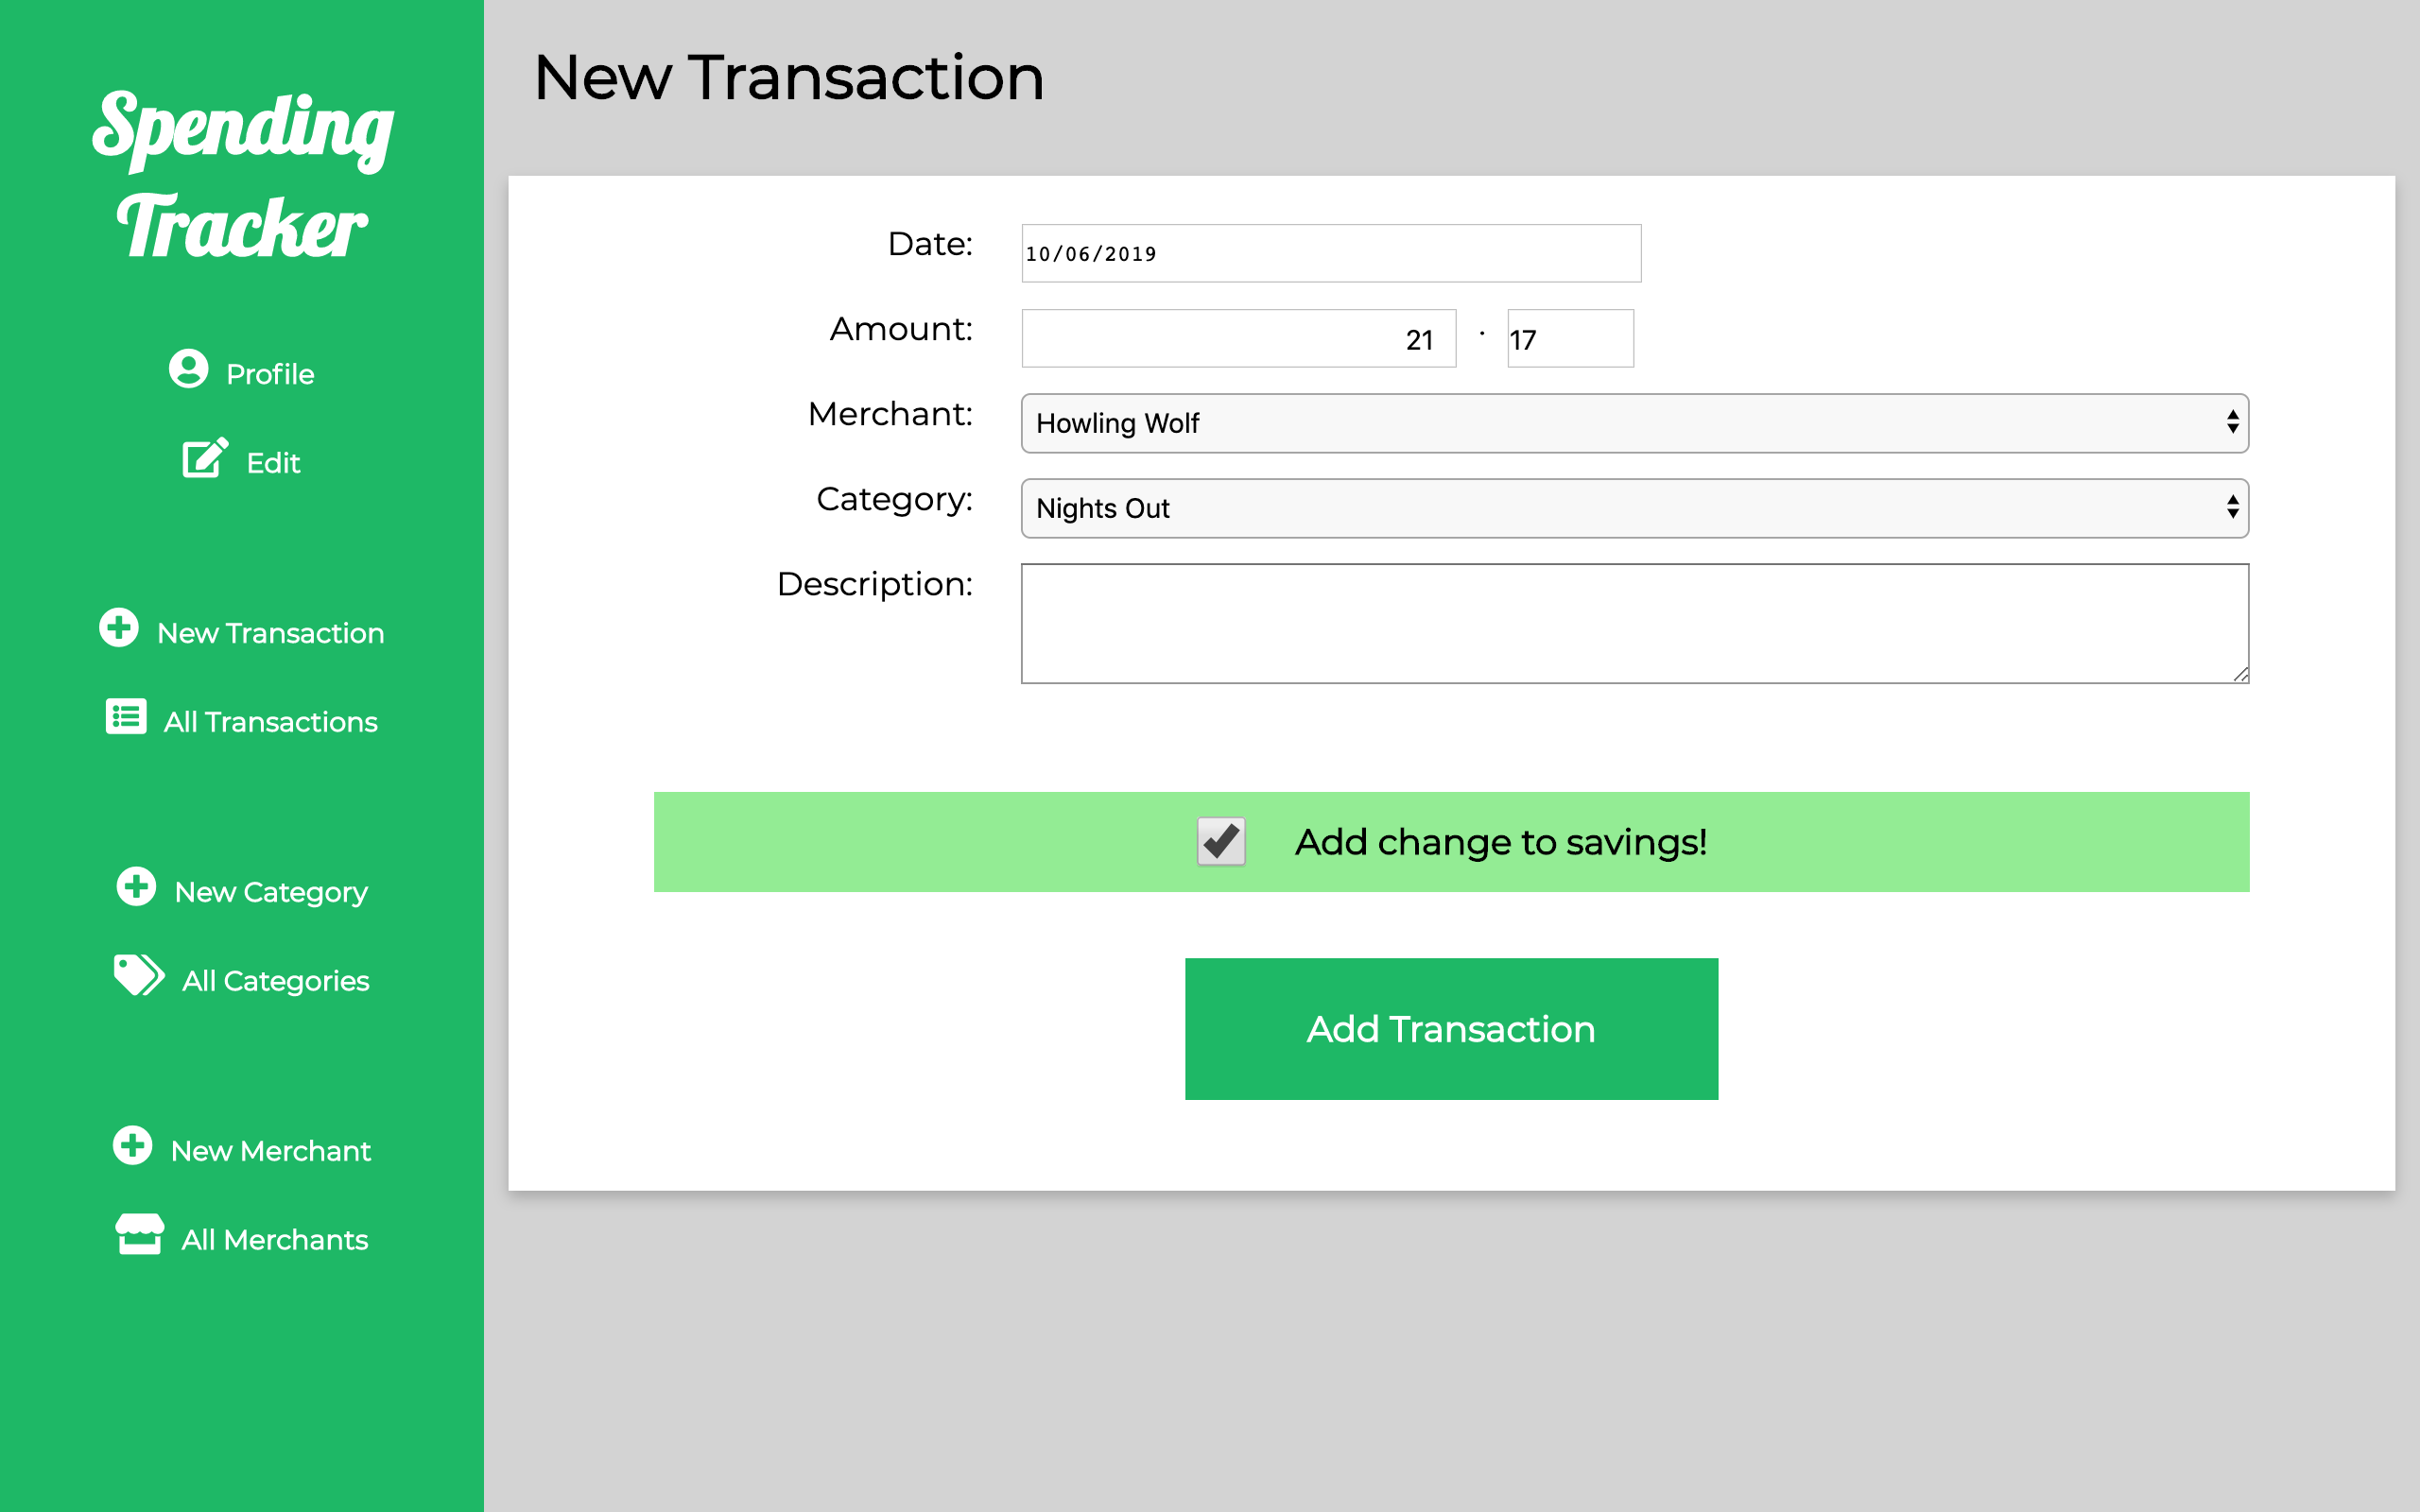 Spending
Tracker
Profile
Edit
New Transaction
All Transactions
New Category
All Categories
New Merchant
All Merchants
New Transaction
Date: 10/06/2019
Amount: 21 . 17
Merchant: Howling Wolf
Category: Nights Out
Description:
Add change to savings!
Add Transaction